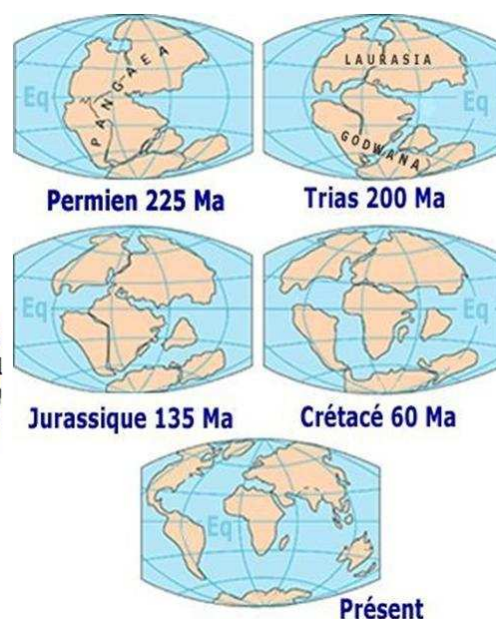 PANGAEA
Eq
Permien 225 Ma
LAURASIA
GODWANA
Eq
Trias 200 Ma
Eq
Jurassique 135 Ma
Eq
Crétacé 60 Ma
Eq
Présent